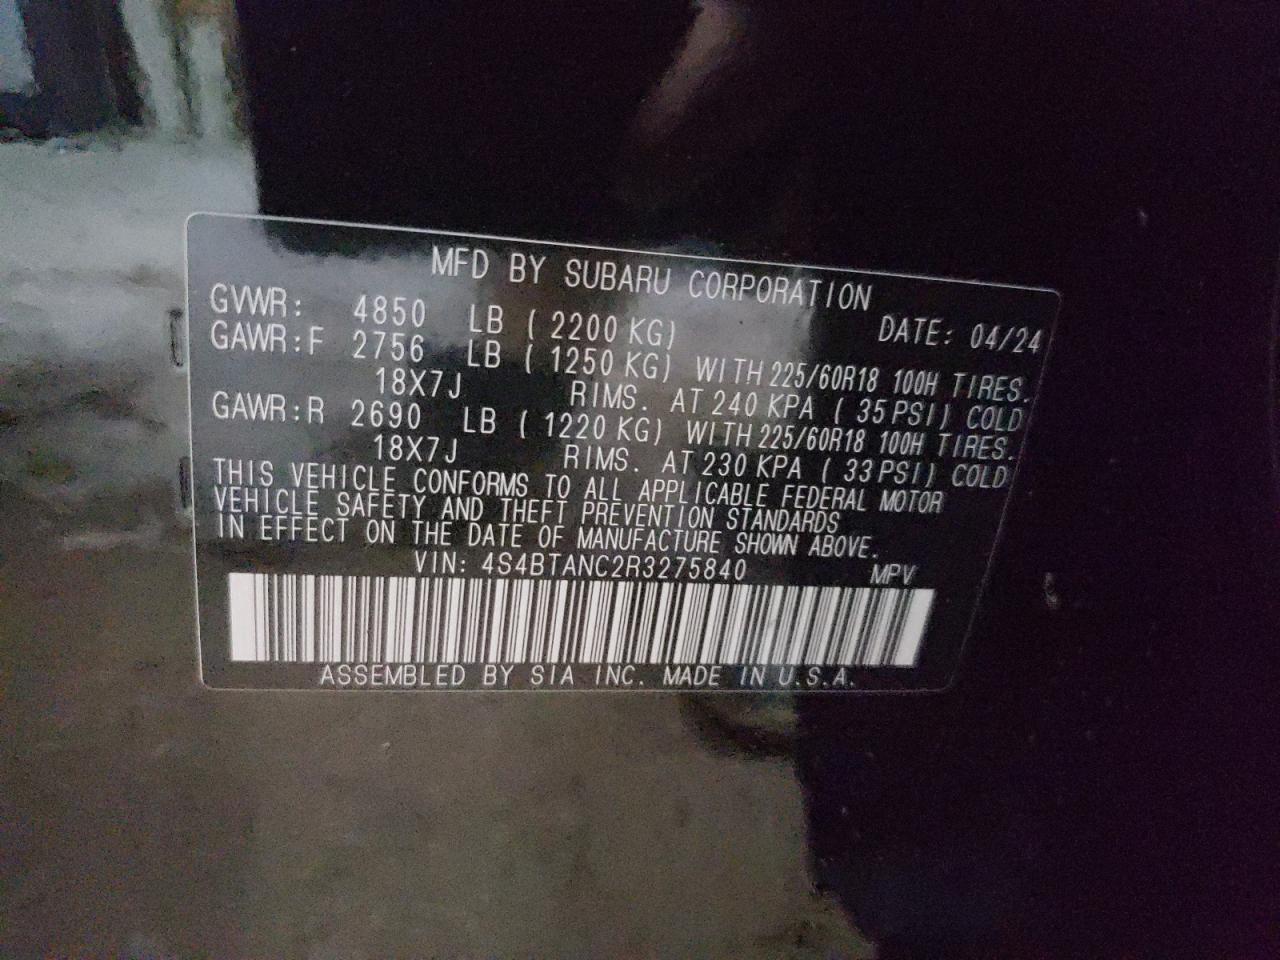 MFD BY SUBARU CORPORATION
GVWR: 4850 LB ( 2200 KG) DATE: 04/24
GAWR:F 2756 LB ( 1250 KG) WITH 225/60R18 100H TIRES.
18X7J RIMS. AT 240 KPA ( 35 PSI) COLD
GAWR:R 2690 LB ( 1220 KG) WITH 225/60R18 100H TIRES.
18X7J RIMS. AT 230 KPA ( 33 PSI) COLD
THIS VEHICLE CONFORMS TO ALL APPLICABLE FEDERAL MOTOR
VEHICLE SAFETY AND THEFT PREVENTION STANDARDS
IN EFFECT ON THE DATE OF MANUFACTURE SHOWN ABOVE.
VIN: 4S4BTANC2R3275840 MPV
ASSEMBLED BY SIA INC. MADE IN U.S.A.